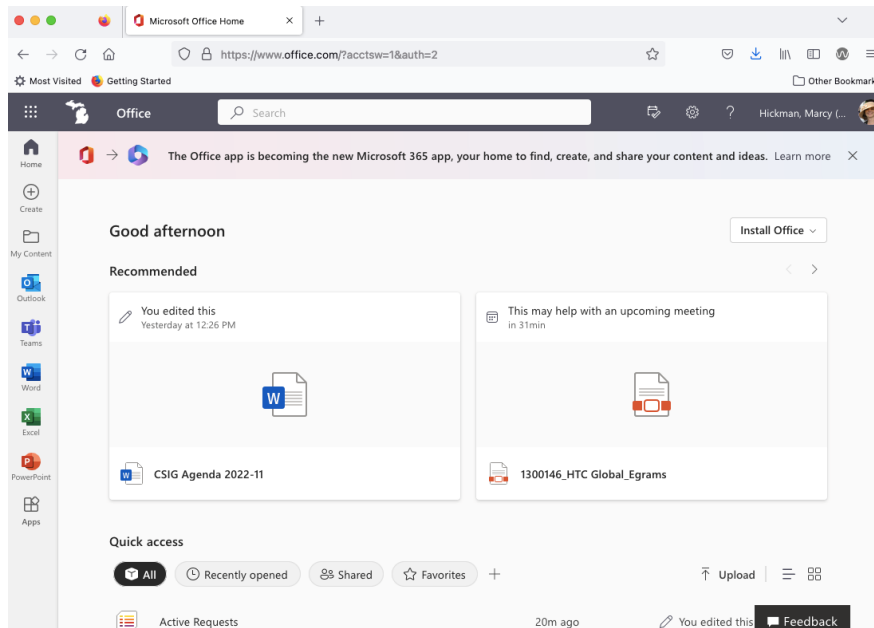 Microsoft Office Home
https://www.office.com/?acctsw=1&auth=2
Most Visited
Getting Started
Other Bookmark
Office
Search
?
Hickman, Marcy (...
The Office app is becoming the new Microsoft 365 app, your home to find, create, and share your content and ideas. Learn more
Home
Create
My Content
Outlook
Teams
Word
Excel
PowerPoint
Apps
Good afternoon
Install Office
Recommended
You edited this
Yesterday at 12:26 PM
W
CSIG Agenda 2022-11
This may help with an upcoming meeting
in 31min
1300146_HTC Global_Egrams
Quick access
All
Recently opened
Shared
Favorites
Upload
Active Requests
20m ago
You edited this
Feedback